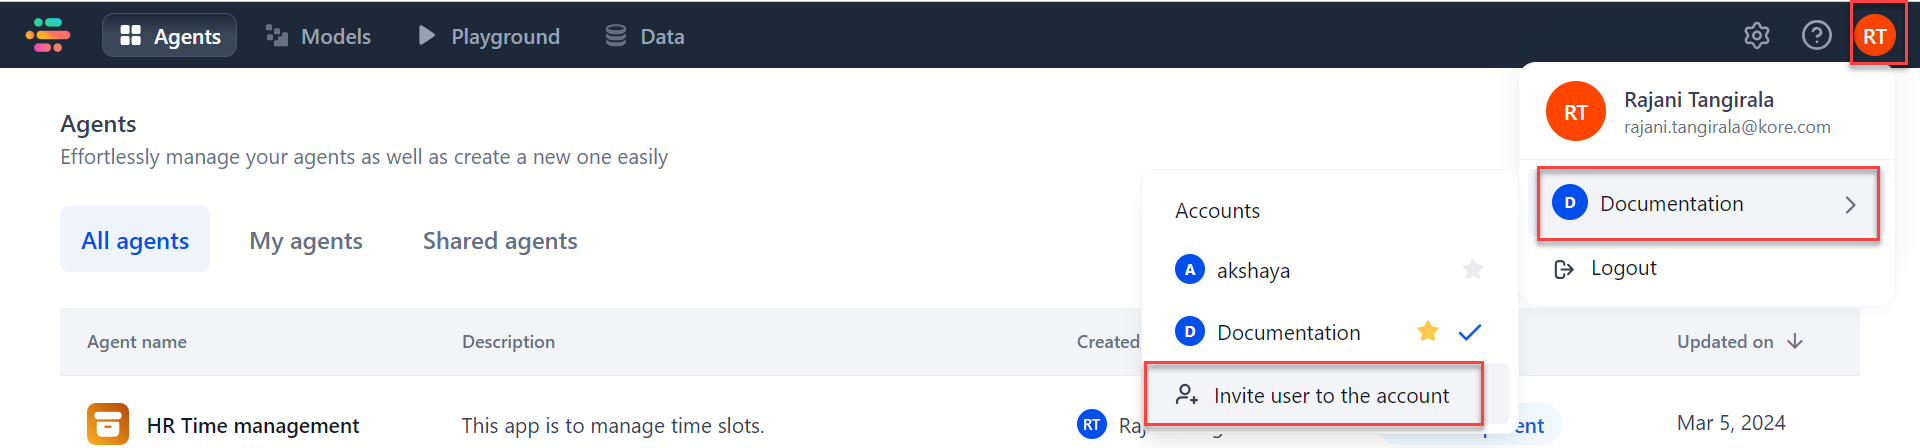 Agents
Models
Playground
Data
RT
Agents
Effortlessly manage your agents as well as create a new one easily
RT
Rajani Tangirala
rajani.tangirala@kore.com
D
Documentation
Logout
All agents
My agents
Shared agents
Accounts
A
akshaya
D
Documentation
Invite user to the account
Agent name
Description
Created
Updated on
HR Time management
This app is to manage time slots.
RT
Mar 5, 2024